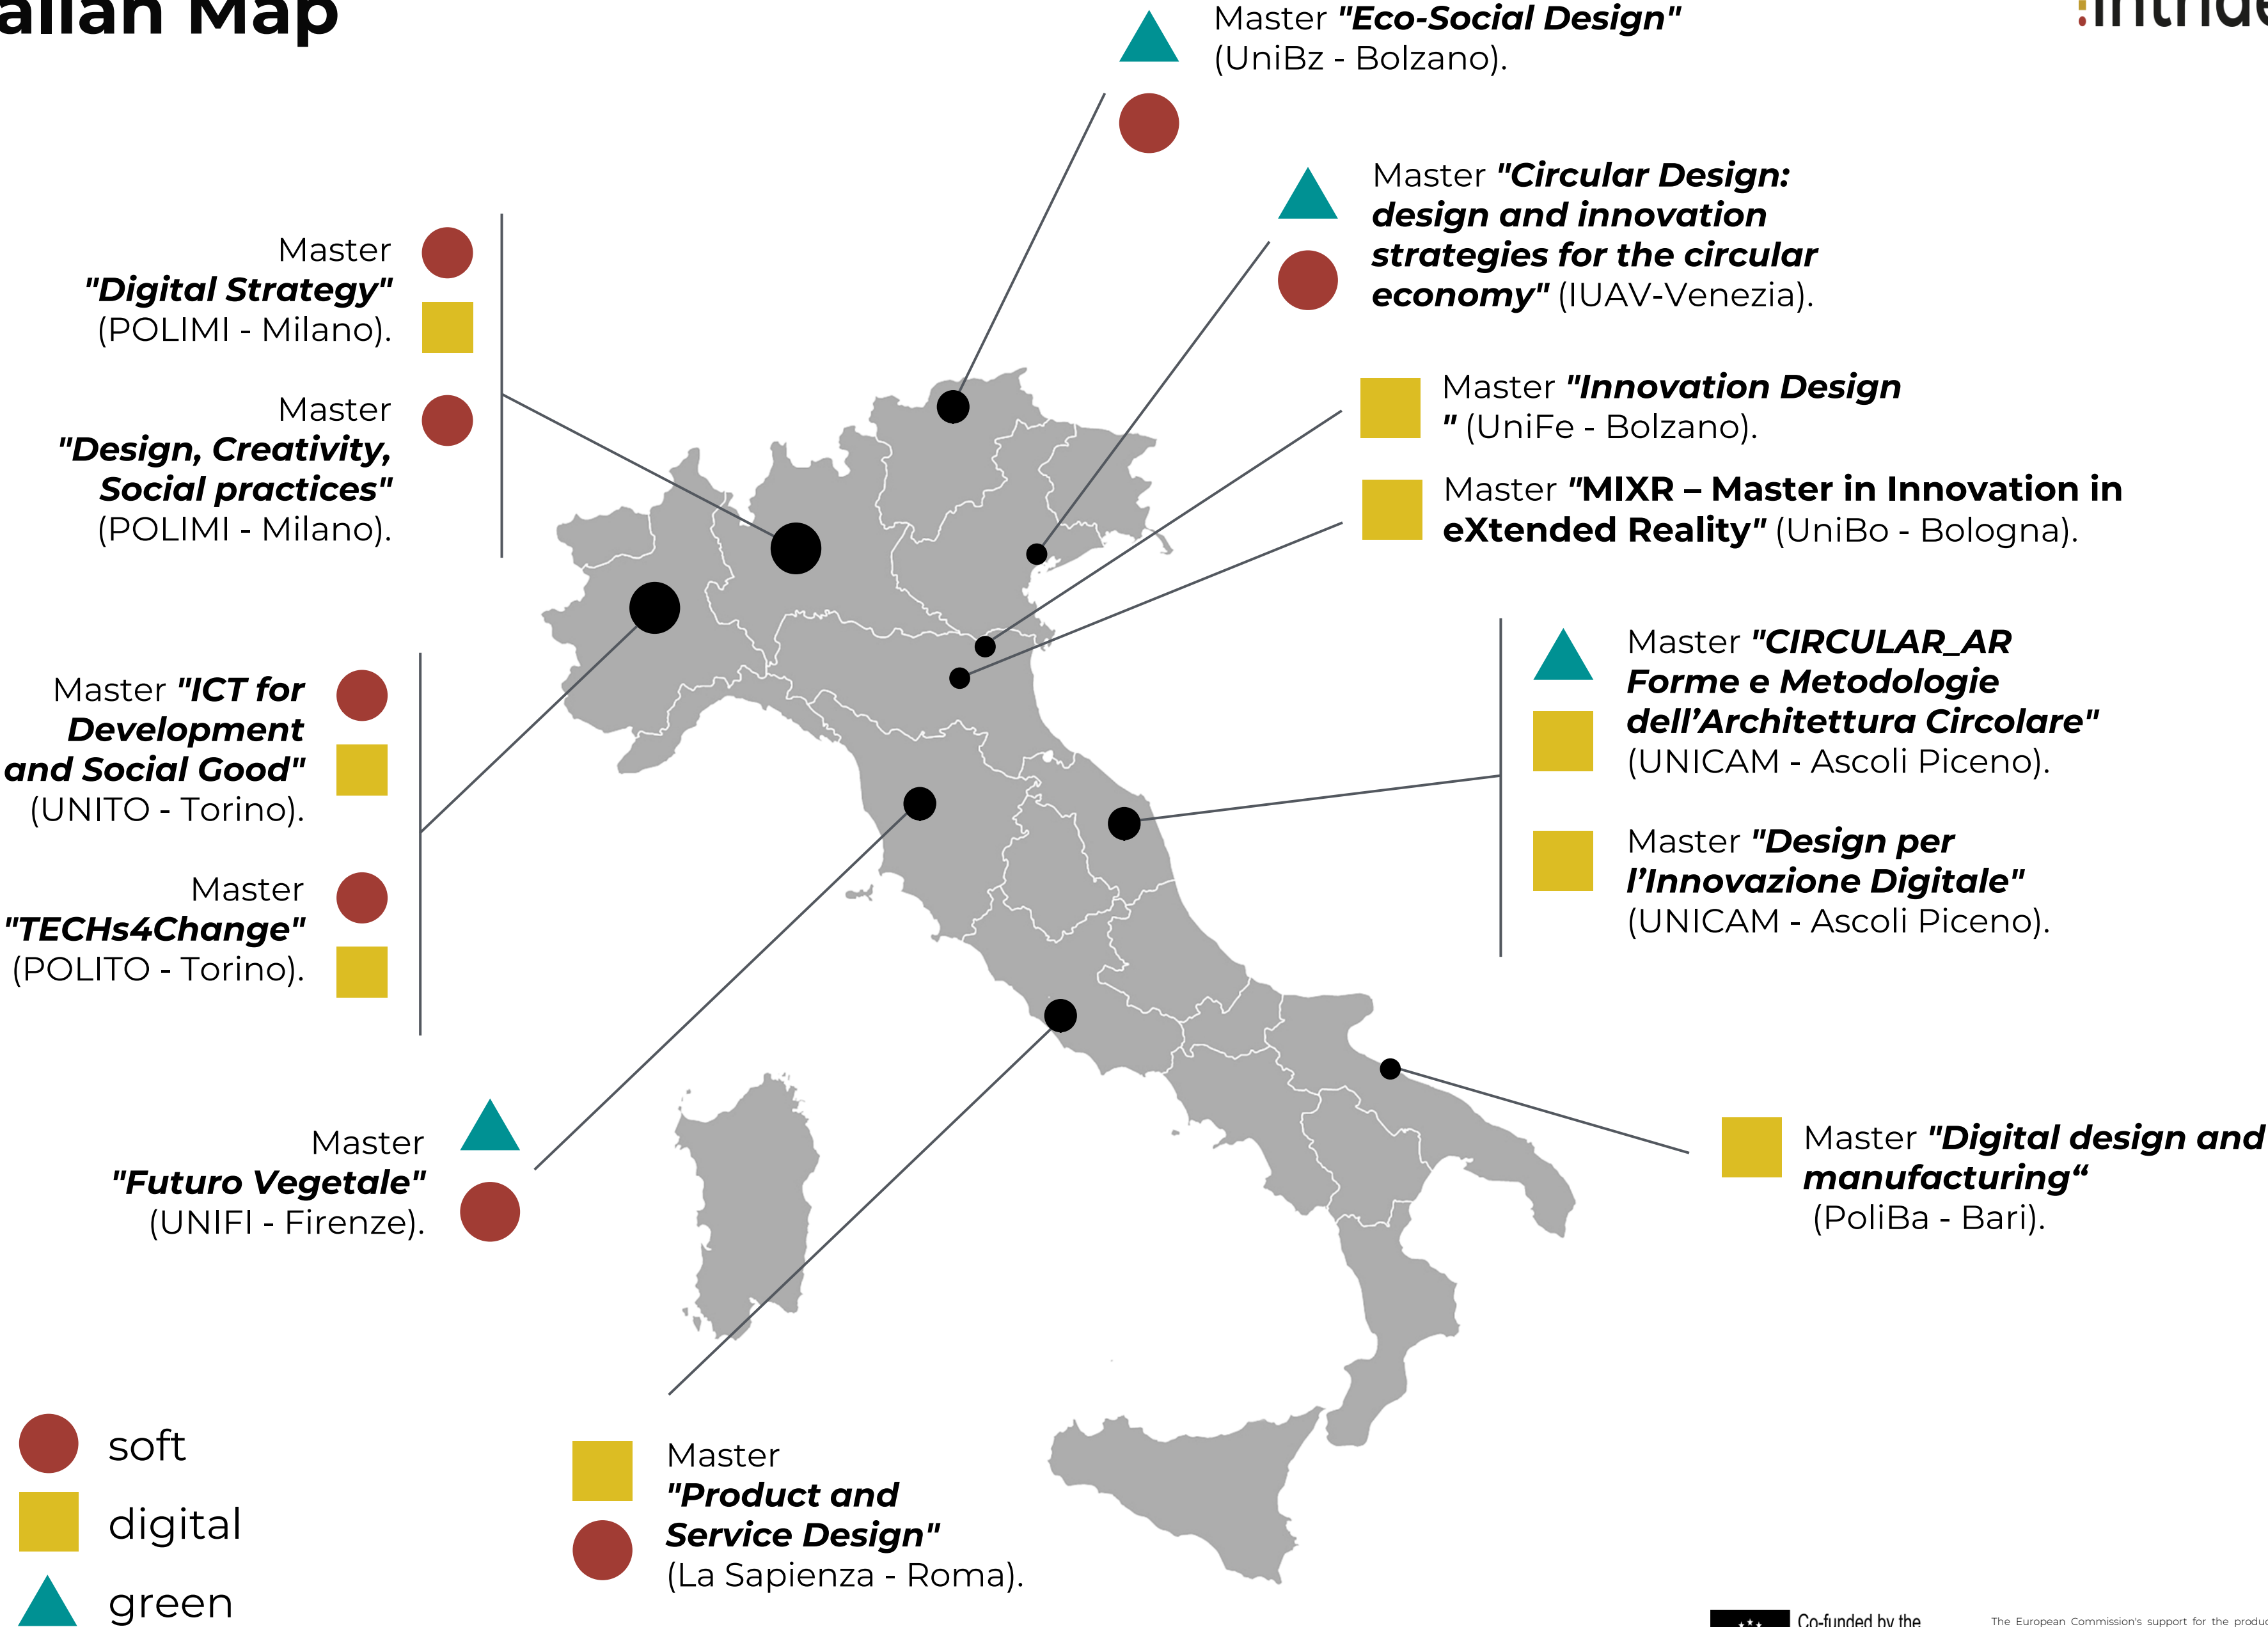 alian Map
intride
Master "Eco-Social Design"
(UniBz - Bolzano).
Master "Circular Design:
design and innovation
strategies for the circular
economy" (IUAV-Venezia).
Master "Innovation Design
" (UniFe - Bolzano).
Master "MIXR – Master in Innovation in
eXtended Reality" (UniBo - Bologna).
Master "CIRCULAR_AR
Forme e Metodologie
dell’Architettura Circolare"
(UNICAM - Ascoli Piceno).
Master "Design per
l’Innovazione Digitale"
(UNICAM - Ascoli Piceno).
Master "Digital design and
manufacturing“
(PoliBa - Bari).
Master
"Digital Strategy"
(POLIMI - Milano).
Master
"Design, Creativity,
Social practices"
(POLIMI - Milano).
Master "ICT for
Development
and Social Good"
(UNITO - Torino).
Master
"TECHs4Change"
(POLITO - Torino).
Master
"Futuro Vegetale"
(UNIFI - Firenze).
Master
"Product and
Service Design"
(La Sapienza - Roma).
soft
digital
green
Co-funded by the
The European Commission's support for the produc